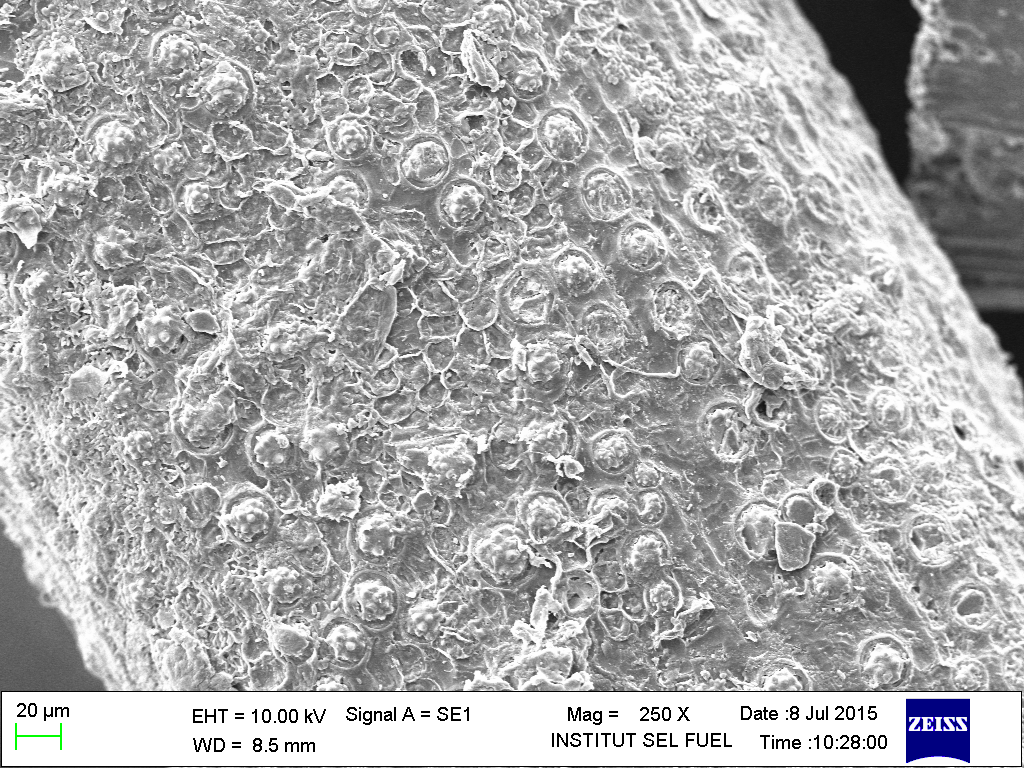 20 µm
EHT = 10.00 kV Signal A = SE1 Mag = 250 X Date :8 Jul 2015
WD = 8.5 mm INSTITUT SEL FUEL Time :10:28:00
ZEISS